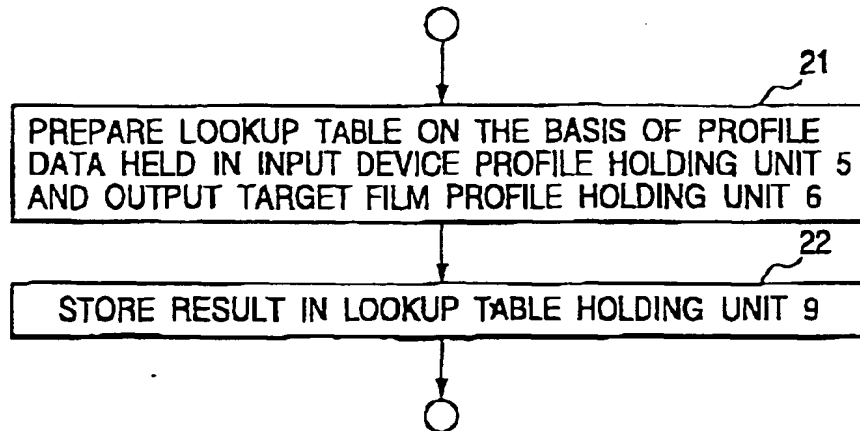 21
PREPARE LOOKUP TABLE ON THE BASIS OF PROFILE
DATA HELD IN INPUT DEVICE PROFILE HOLDING UNIT 5
AND OUTPUT TARGET FILM PROFILE HOLDING UNIT 6
22
STORE RESULT IN LOOKUP TABLE HOLDING UNIT 9